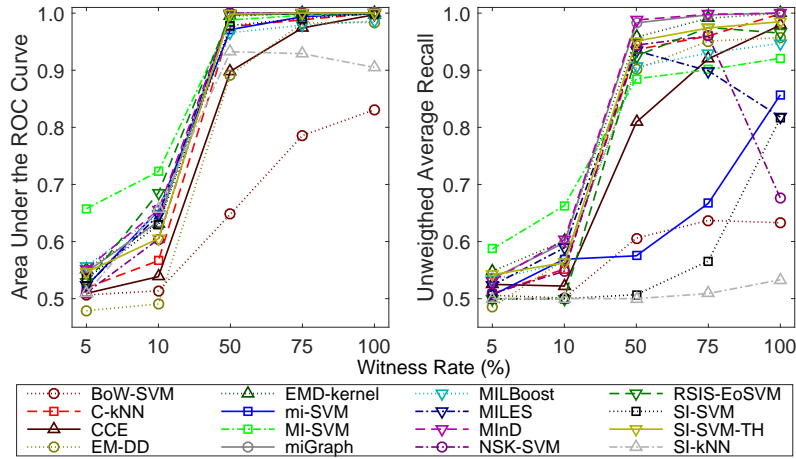 1.0
0.9
0.8
0.7
0.6
0.5
Area Under the ROC Curve
5 10 50 75 100
1.0
0.9
0.8
0.7
0.6
0.5
Unweigthed Average Recall
5 10 50 75 100
Witness Rate (%)
BoW-SVM EMD-kernel MILBoost RSIS-EoSVM
C-kNN mi-SVM MILES SI-SVM
CCE MI-SVM MInD SI-SVM-TH
EM-DD miGraph NSK-SVM SI-kNN